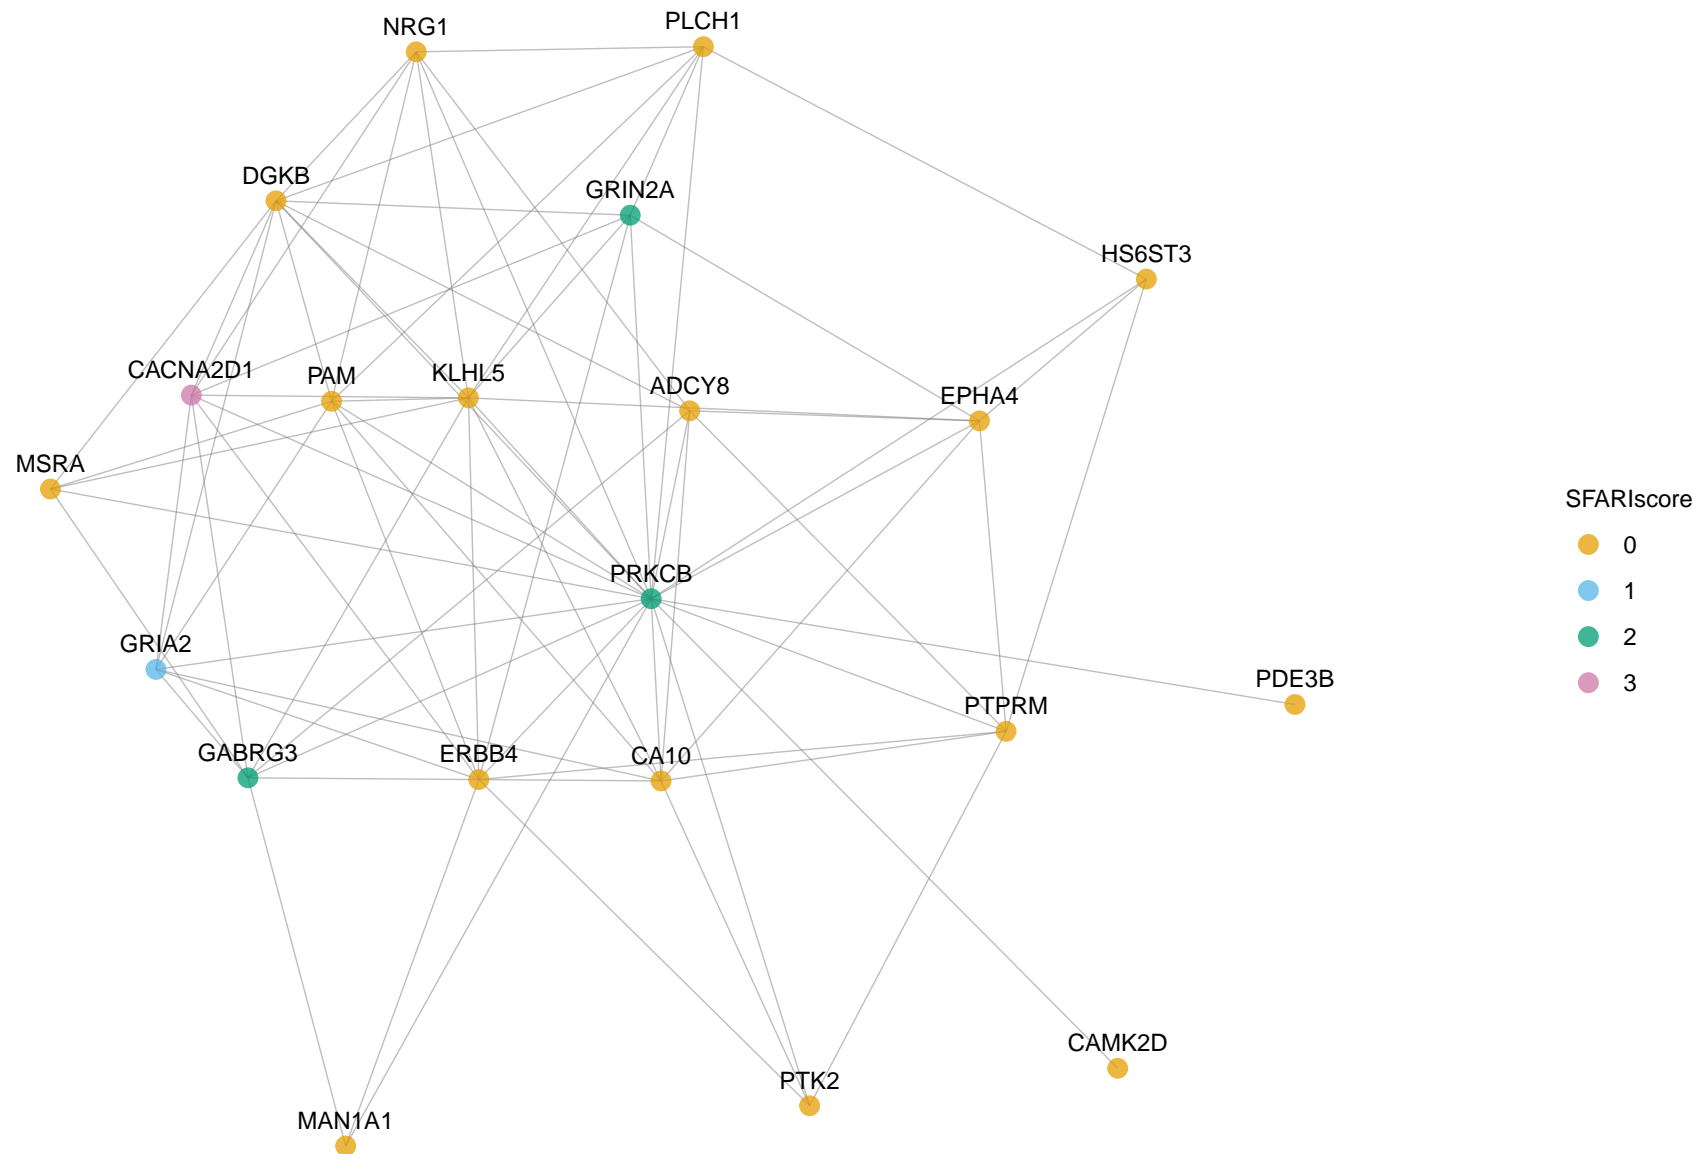 PLCH1
NRG1
DGKB
GRIN2A
HS6ST3
CACNA2D1
PAM
KLHL5
ADCY8
EPHA4
MSRA
SFARIscore
0
1
2
3
PRKCB
GRIA2
PDE3B
PTPRM
GABRG3
ERBB4
CA10
CAMK2D
PTK2
MAN1A1